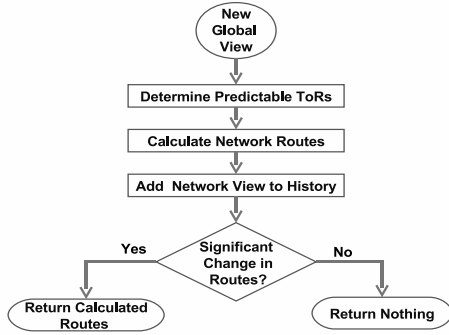 New
Global
View
Determine Predictable ToRs
Calculate Network Routes
Add Network View to History
Significant
Change in
Routes?
Yes
No
Return Calculated
Routes
Return Nothing